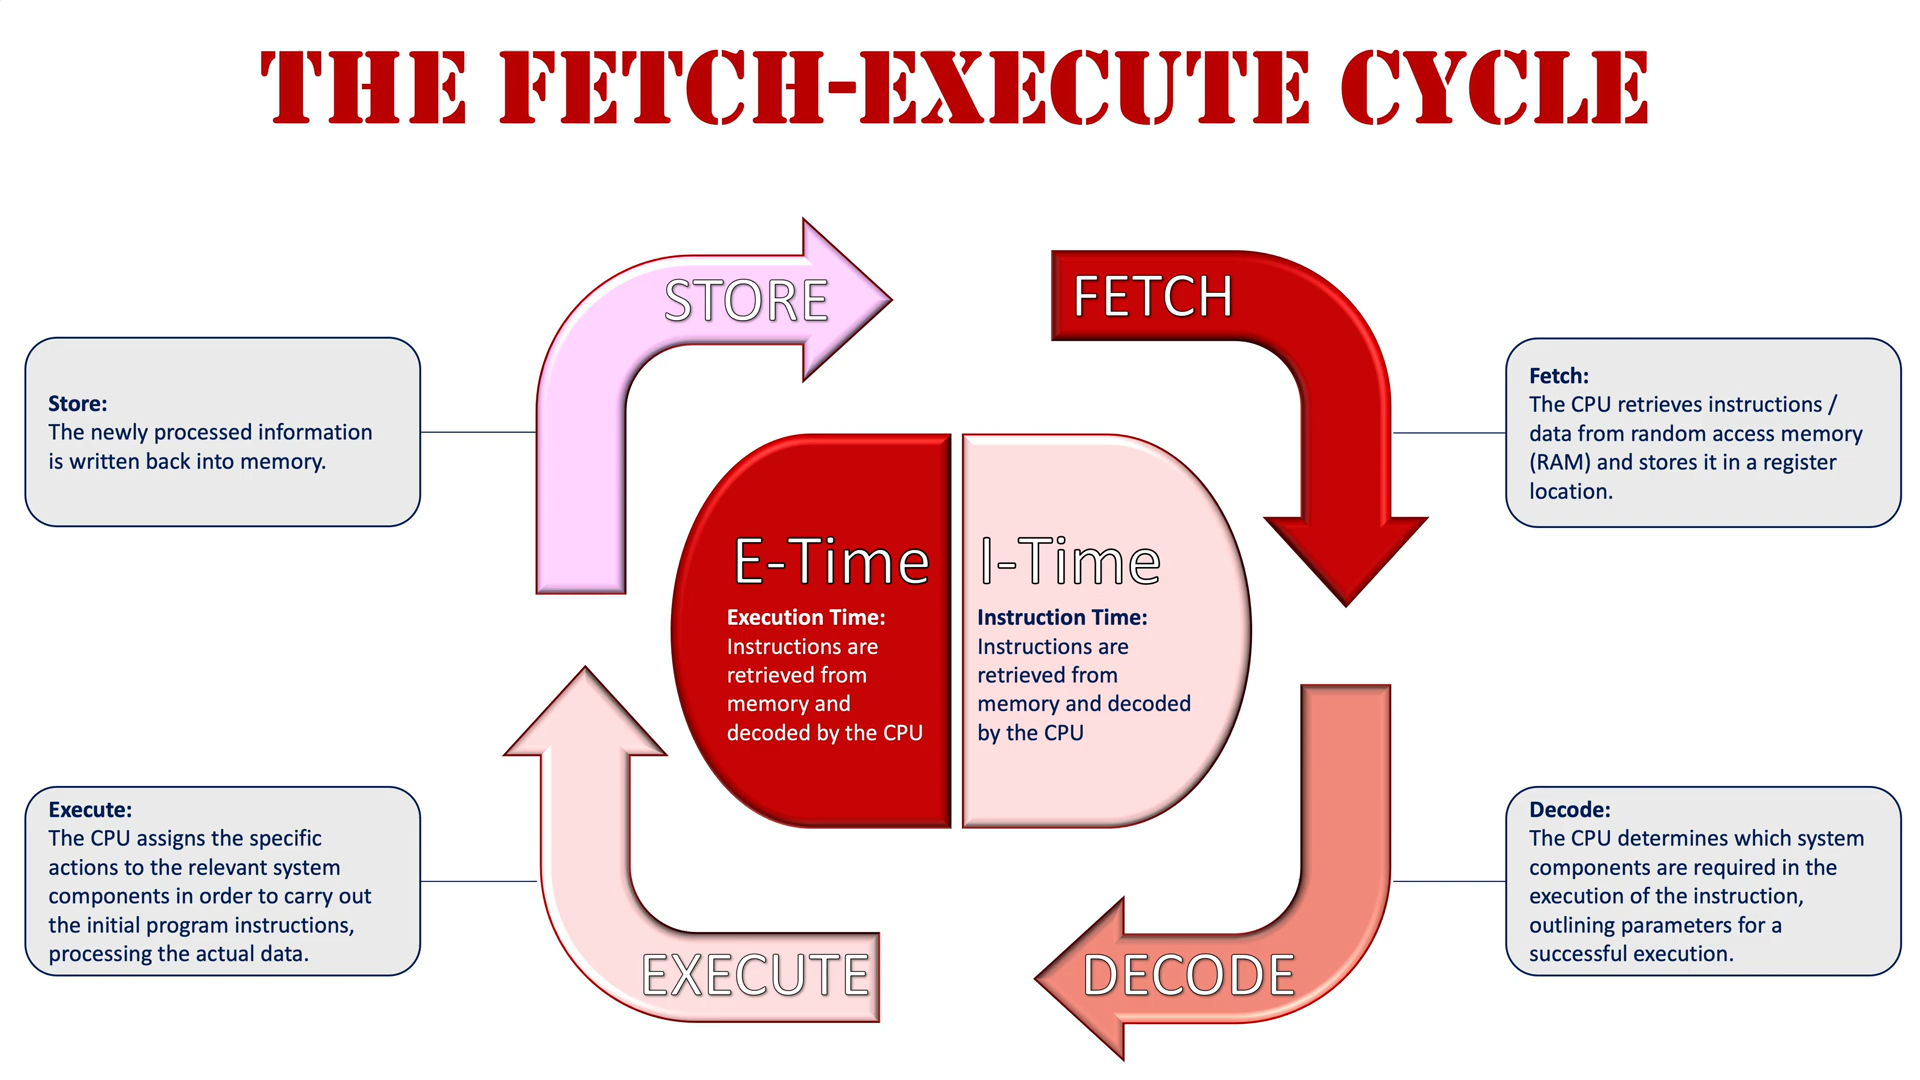 THE FETCH-EXECUTE CYCLE
STORE
FETCH
Store:
The newly processed information
is written back into memory.
Fetch:
The CPU retrieves instructions /
data from random access memory
(RAM) and stores it in a register
location.
E-Time
Execution Time:
Instructions are
retrieved from
memory and
decoded by the CPU
I-Time
Instruction Time:
Instructions are
retrieved from
memory and decoded
by the CPU
Execute:
The CPU assigns the specific
actions to the relevant system
components in order to carry out
the initial program instructions,
processing the actual data.
EXECUTE
DECODE
Decode:
The CPU determines which system
components are required in the
execution of the instruction,
outlining parameters for a
successful execution.